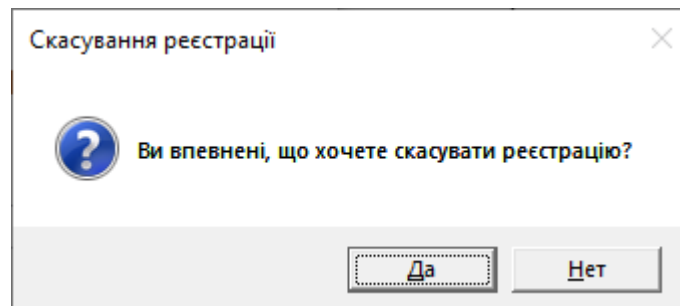 Скасування реєстрації
Ви впевнені, що хочете скасувати реєстрацію?
Да
Нет